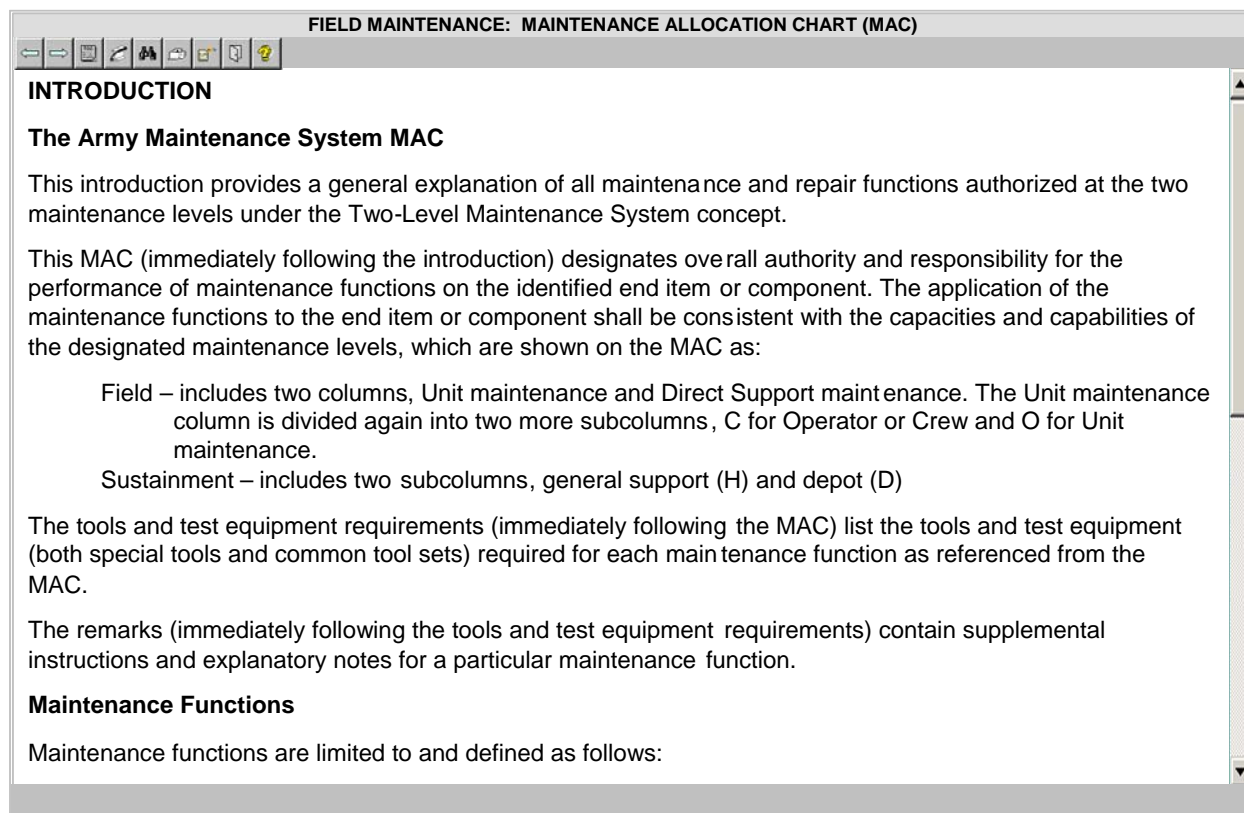 FIELD MAINTENANCE: MAINTENANCE ALLOCATION CHART (MAC)
INTRODUCTION
The Army Maintenance System MAC
This introduction provides a general explanation of all maintenance and repair functions authorized at the two
maintenance levels under the Two-Level Maintenance System concept.
This MAC (immediately following the introduction) designates overall authority and responsibility for the
performance of maintenance functions on the identified end item or component. The application of the
maintenance functions to the end item or component shall be consistent with the capacities and capabilities of
the designated maintenance levels, which are shown on the MAC as:
Field – includes two columns, Unit maintenance and Direct Support maintenance. The Unit maintenance
column is divided again into two more subcolumns, C for Operator or Crew and O for Unit
maintenance.
Sustainment – includes two subcolumns, general support (H) and depot (D)
The tools and test equipment requirements (immediately following the MAC) list the tools and test equipment
(both special tools and common tool sets) required for each maintenance function as referenced from the
MAC.
The remarks (immediately following the tools and test equipment requirements) contain supplemental
instructions and explanatory notes for a particular maintenance function.
Maintenance Functions
Maintenance functions are limited to and defined as follows: